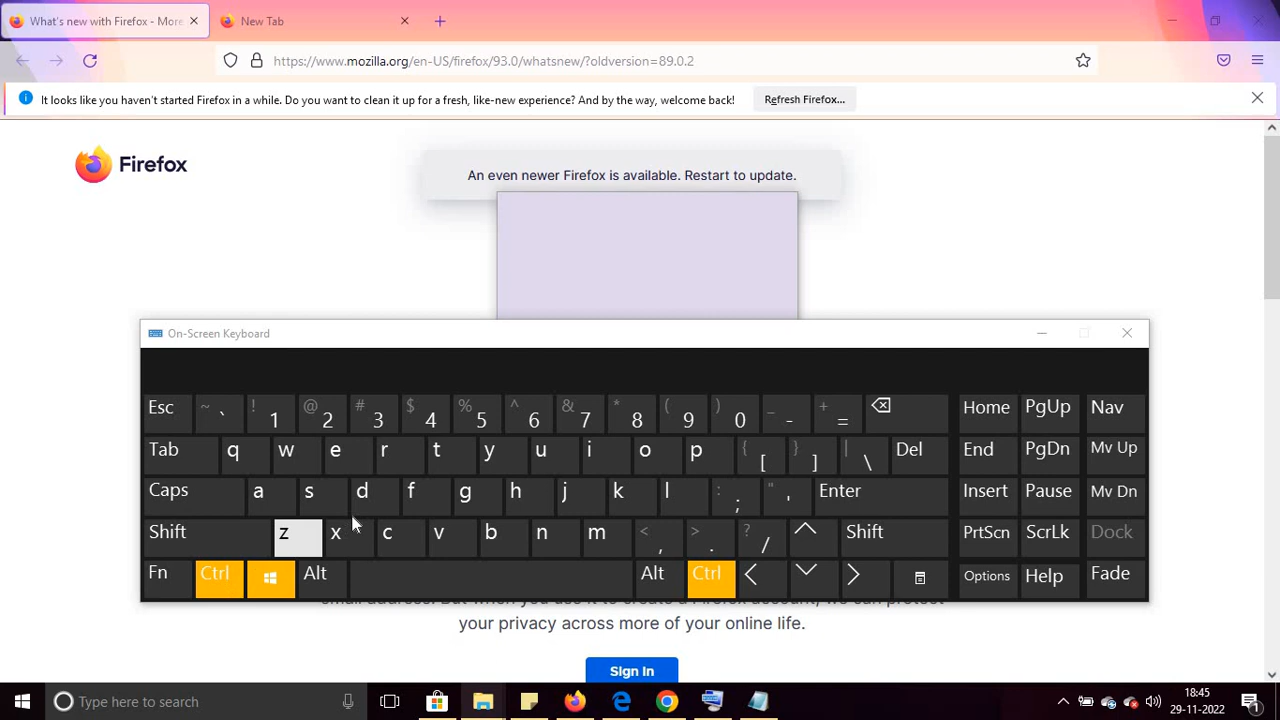 What's new with Firefox - More
New Tab
https://www.mozilla.org/en-US/firefox/93.0/whatsnew/?oldversion=89.0.2
It looks like you haven't started Firefox in a while. Do you want to clean it up for a fresh, like-new experience? And by the way, welcome back!
Refresh Firefox...
Firefox
An even newer Firefox is available. Restart to update.
On-Screen Keyboard
Esc ~ ` ! 1 @ 2 # 3 $ 4 % 5 ^ 6 & 7 * 8 ( 9 ) 0 _ - + = Home PgUp Nav
Tab q w e r t y u i o p { [ } ] | \ Del End PgDn Mv Up
Caps a s d f g h j k l : ; " ' Enter Insert Pause Mv Dn
Shift z x c v b n m < , > . ? / Shift PrtScn ScrLk Dock
Fn Ctrl Alt Alt Ctrl Options Help Fade
your privacy across more of your online life.
Sign In
Type here to search
18:45
29-11-2022
1